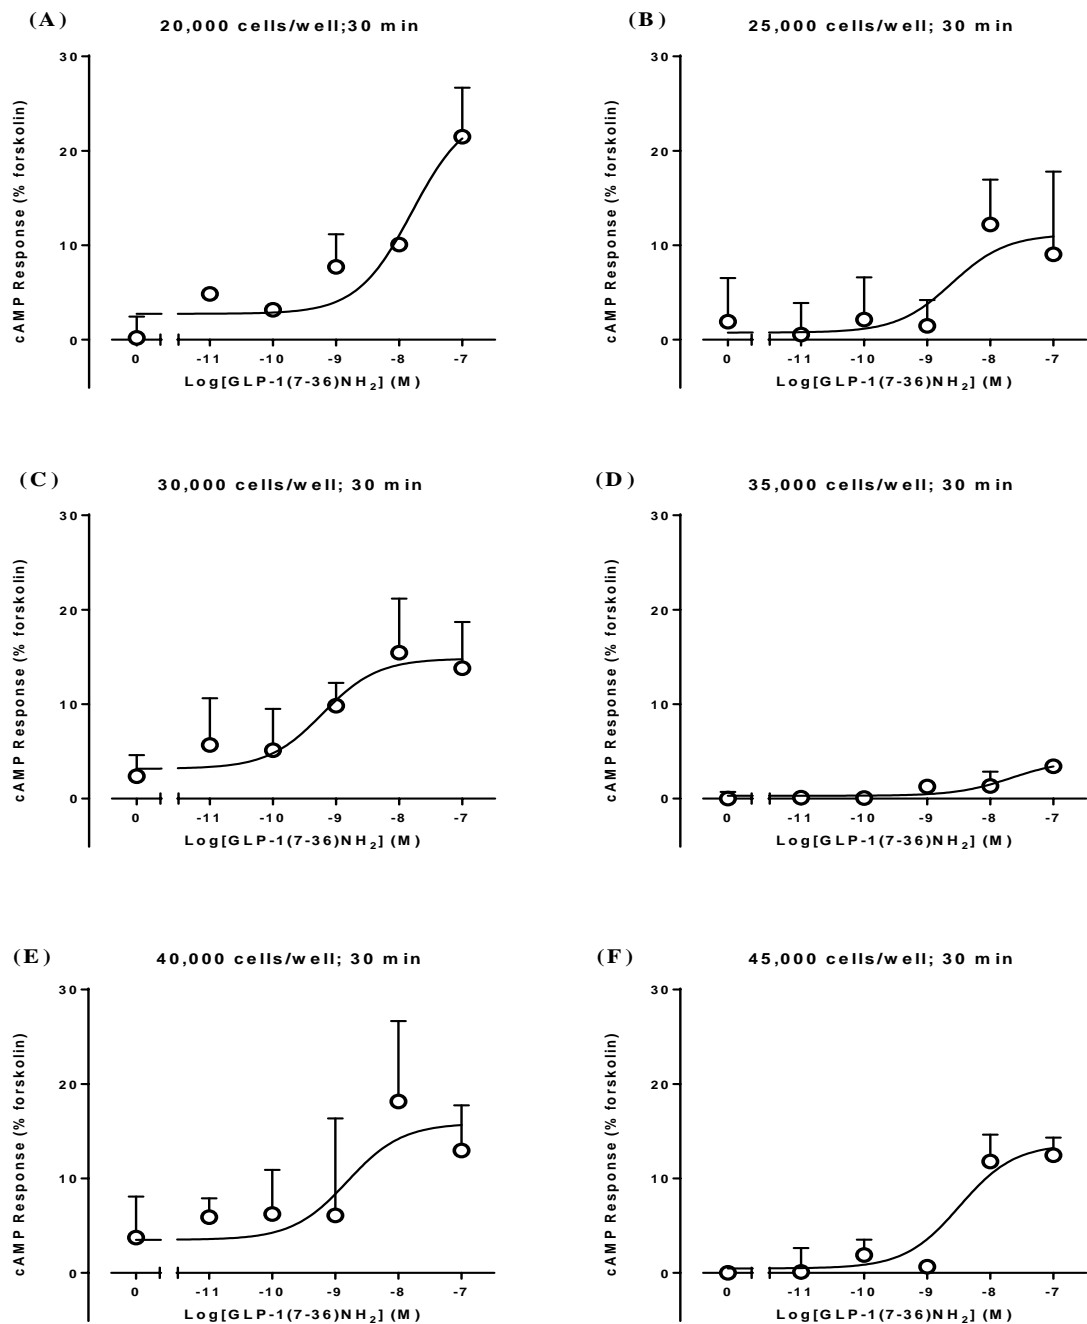 (A)
20,000 cells/well;30 min
30
20
10
0
cAMP Response (% forskolin)
0 -11 -10 -9 -8 -7
Log[GLP-1(7-36)NH2] (M)
(B)
25,000 cells/well; 30 min
30
20
10
0
cAMP Response (% forskolin)
0 -11 -10 -9 -8 -7
Log[GLP-1(7-36)NH2] (M)
(C)
30,000 cells/well; 30 min
30
20
10
0
cAMP Response (% forskolin)
0 -11 -10 -9 -8 -7
Log[GLP-1(7-36)NH2] (M)
(D)
35,000 cells/well; 30 min
30
20
10
0
cAMP Response (% forskolin)
0 -11 -10 -9 -8 -7
Log[GLP-1(7-36)NH2] (M)
(E)
40,000 cells/well; 30 min
30
20
10
0
cAMP Response (% forskolin)
0 -11 -10 -9 -8 -7
Log[GLP-1(7-36)NH2] (M)
(F)
45,000 cells/well; 30 min
30
20
10
0
cAMP Response (% forskolin)
0 -11 -10 -9 -8 -7
Log[GLP-1(7-36)NH2] (M)